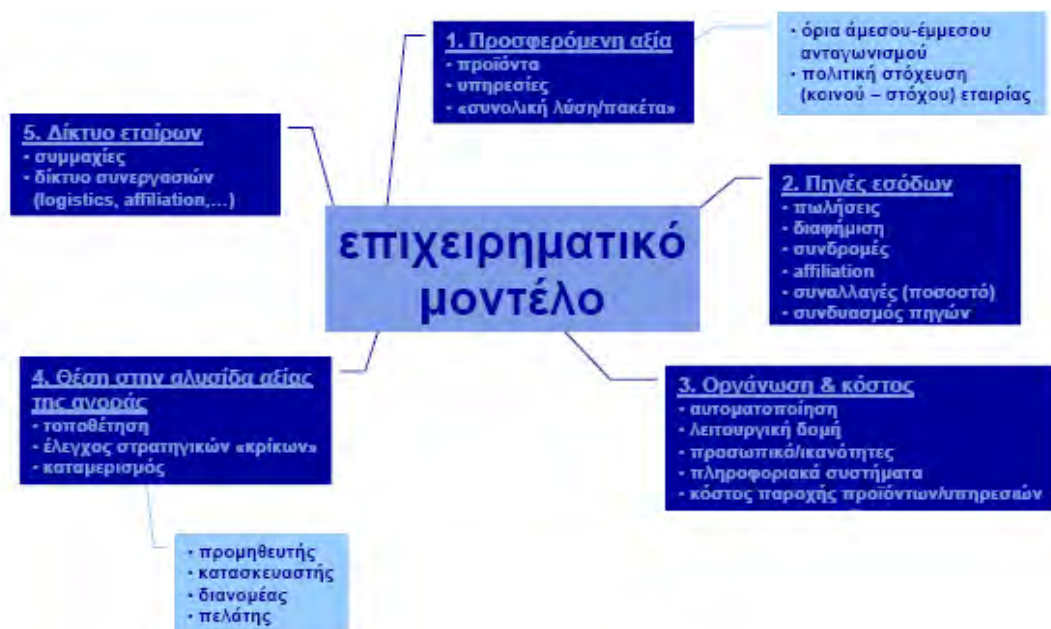 1. Προσφερόμενη αξία
• προϊόντα
• υπηρεσίες
• «συνολική λύση/πακέτα»
• όρια άμεσου-έμμεσου
ανταγωνισμού
• πολιτική στόχευση
(κοινού – στόχου) εταιρίας
5. Δίκτυο εταίρων
• συμμαχίες
• δίκτυο συνεργασιών
(logistics, affiliation,…)
2. Πηγές εσόδων
• πωλήσεις
• διαφήμιση
• συνδρομές
• affiliation
• συναλλαγές (ποσοστό)
• συνδυασμός πηγών
επιχειρηματικό
μοντέλο
4. Θέση στην αλυσίδα αξίας
της αγοράς
• τοποθέτηση
• έλεγχος στρατηγικών «κρίκων»
• καταμερισμός
3. Οργάνωση & κόστος
• αυτοματοποίηση
• λειτουργική δομή
• προσωπικό/ικανότητες
• πληροφοριακά συστήματα
• κόστος παροχής προϊόντων/υπηρεσιών
• προμηθευτής
• κατασκευαστής
• διανομέας
• πελάτης